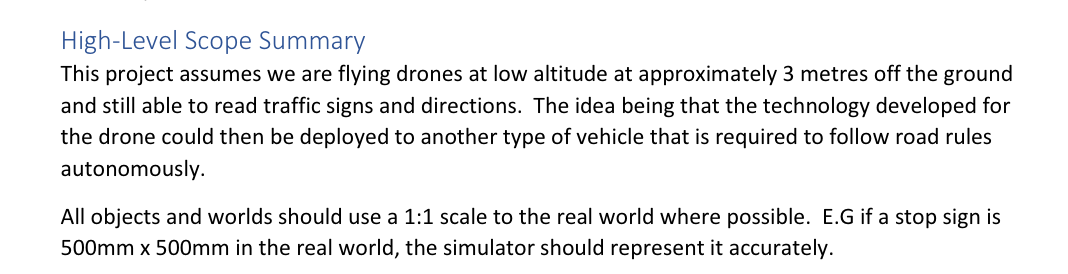 High-Level Scope Summary
This project assumes we are flying drones at low altitude at approximately 3 metres off the ground
and still able to read traffic signs and directions.  The idea being that the technology developed for
the drone could then be deployed to another type of vehicle that is required to follow road rules
autonomously.
All objects and worlds should use a 1:1 scale to the real world where possible.  E.G if a stop sign is
500mm x 500mm in the real world, the simulator should represent it accurately.